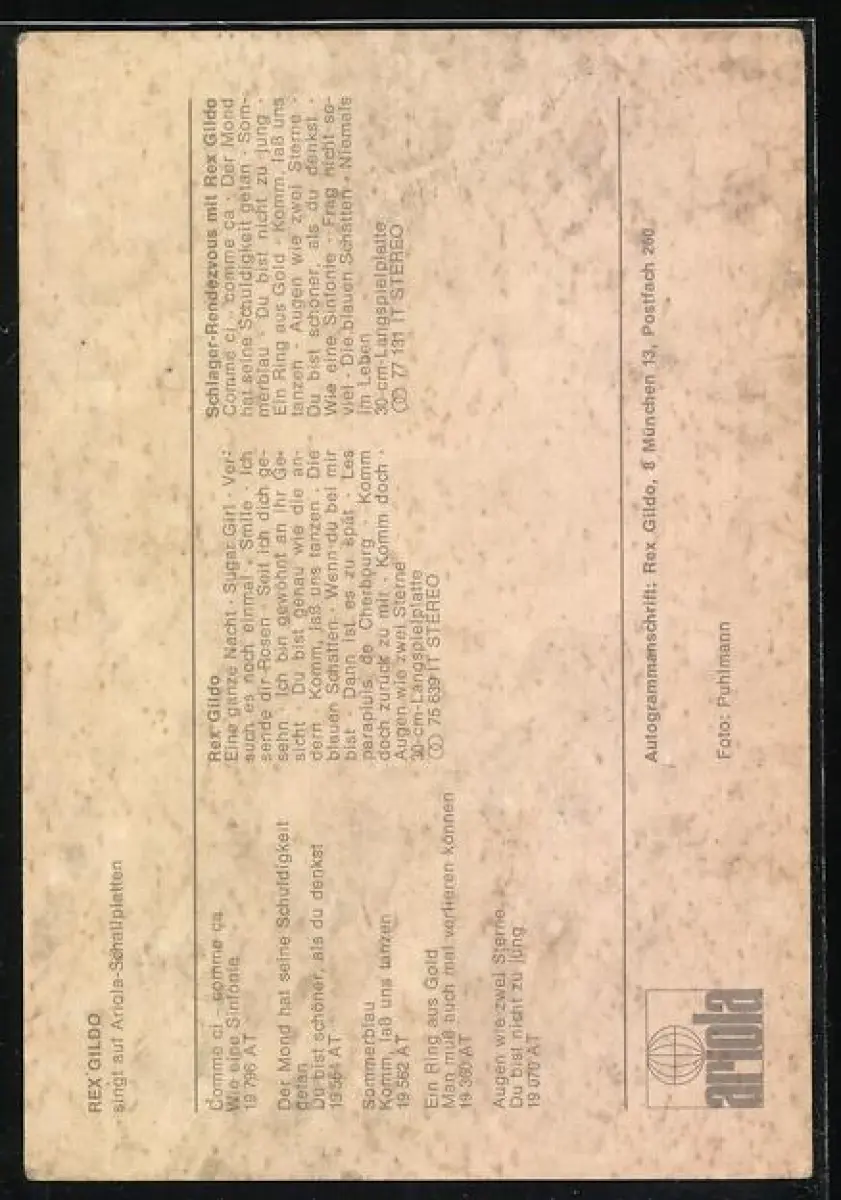 REX GILDO
singt auf Ariola-Schallplatten
Comme ci - comme ça
Wie eine Sinfonie
19 796 AT
Der Mond hat seine Schuldigkeit
getan
Du bist schöner, als du denkst
19 564 AT
Sommerblau
Komm, laß uns tanzen
19 562 AT
Ein Ring aus Gold
Man muß auch mal verlieren können
19 360 AT
Augen wie zwei Sterne
Du bist nicht zu jung
19 070 AT
Rex Gildo
Eine ganze Nacht · Sugar Girl · Ver-
such es noch einmal · Smile · Ich
sende dir Rosen · Seit ich dich ge-
sehn · Ich bin gewöhnt an ihr Ge-
sicht · Du bist genau wie die an-
dern · Komm, laß uns tanzen · Die
blauen Schatten · Wenn du bei mir
bist · Dann ist es zu spät · Les
parapluis de Cherbourg · Komm
doch zurück zu mit · Komm doch ·
Augen wie zwei Sterne
30-cm-Langspielplatte
75 639 IT STEREO
Schlager-Rendezvous mit Rex Gildo
Comme ci - comme ça · Der Mond
hat seine Schuldigkeit getan · Som-
merblau · Du bist nicht zu jung ·
Ein Ring aus Gold · Komm, laß uns
tanzen · Augen wie zwei Sterne ·
Du bist schöner, als du denkst ·
Wie eine Sinfonie · Frag nicht so-
viel · Die blauen Schatten · Niemals
im Leben
30-cm-Langspielplatte
77 131 IT STEREO
ariola
Autogrammanschrift: Rex Gildo, 8 München 13, Postfach 260
Foto: Puhlmann